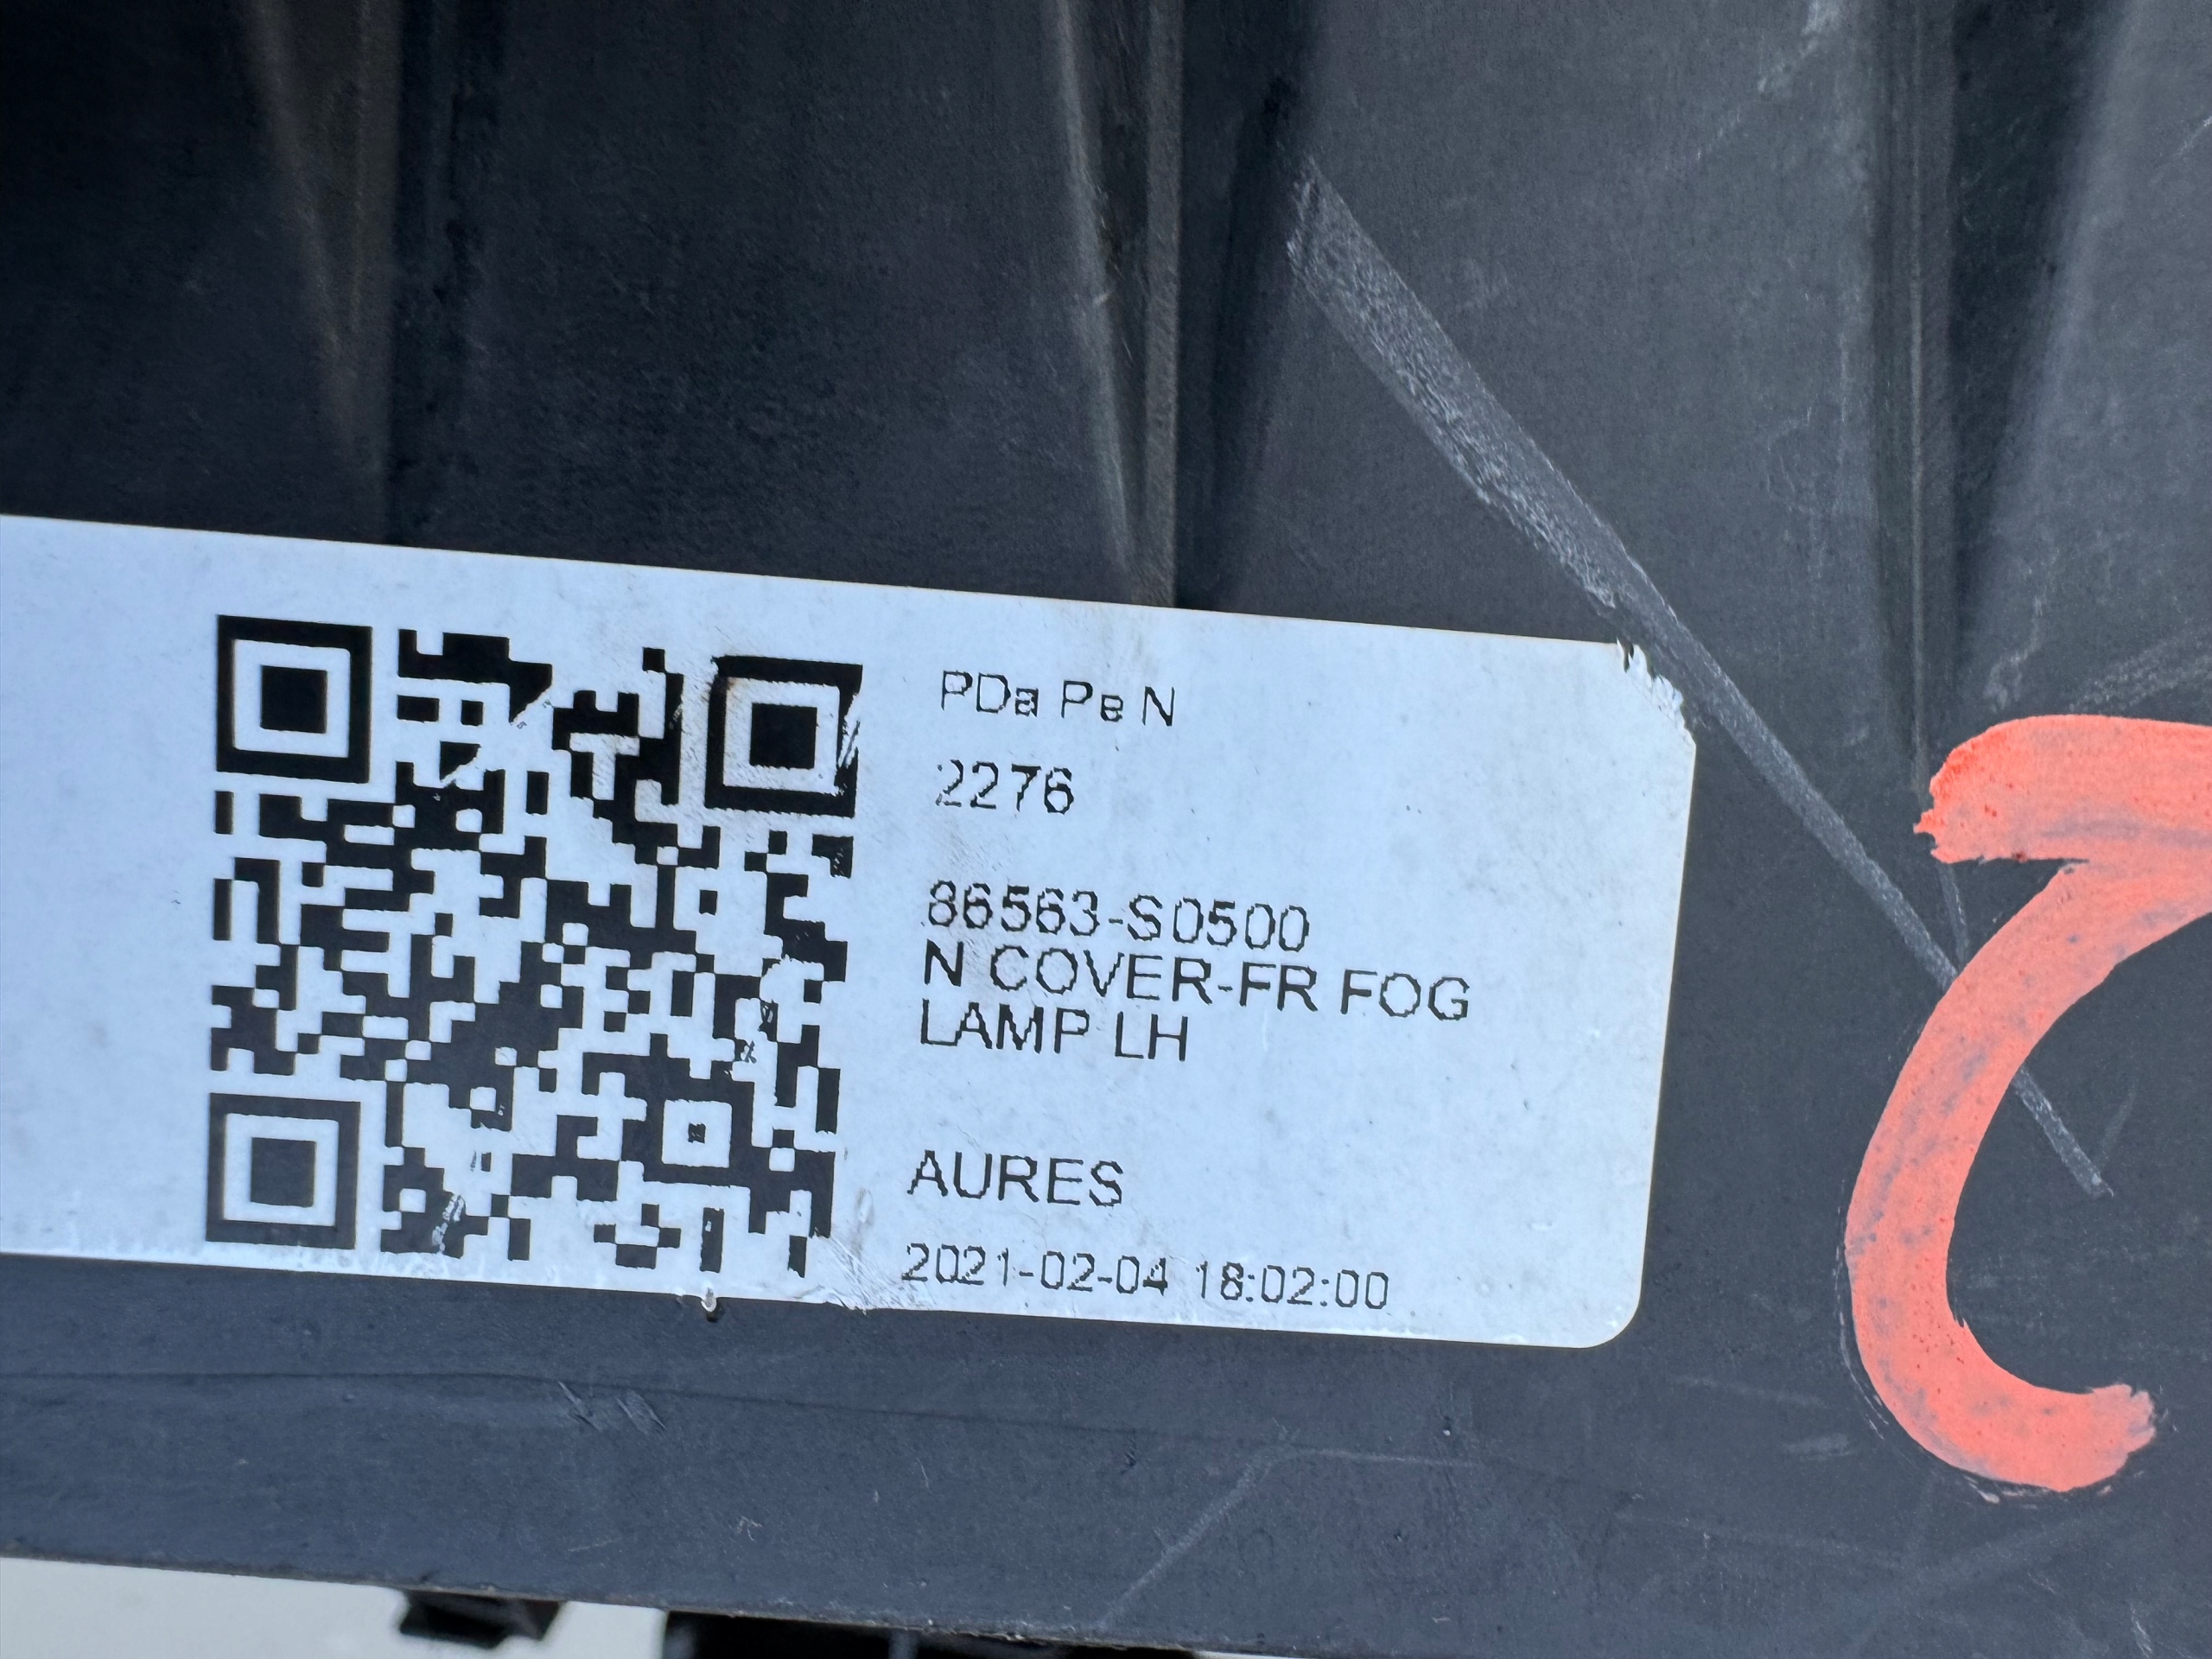 PDa Pe N
2276
86563-S0500
N COVER-FR FOG
LAMP LH
AURES
2021-02-04 18:02:00